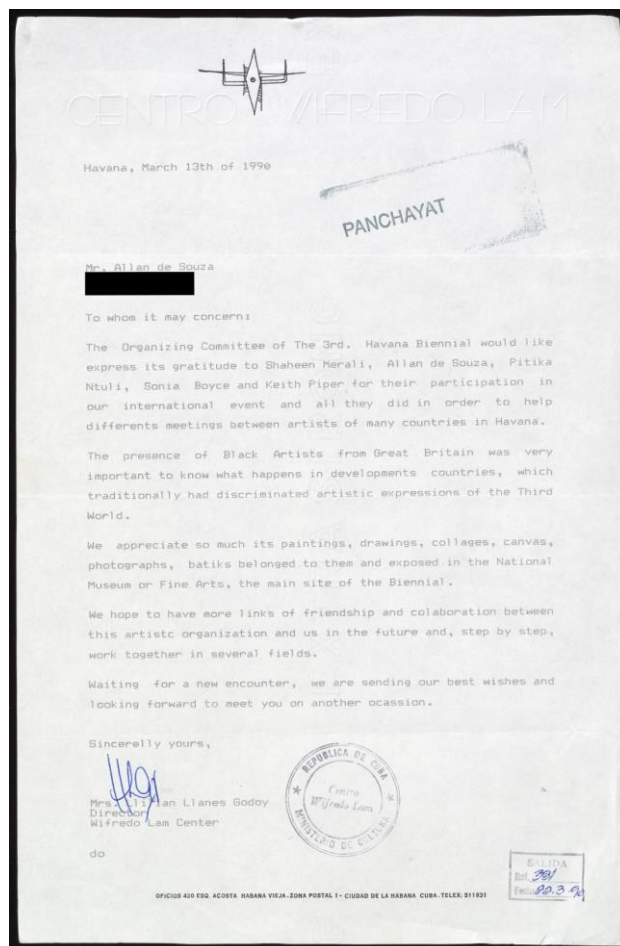 CENTRO WIFREDO LAM
Havana, March 13th of 1990
PANCHAYAT
Mr. Allan de Souza
To whom it may concern:
The Organizing Committee of The 3rd. Havana Biennial would like
express its gratitude to Shaheen Merali, Allan de Souza, Pitika
Ntuli, Sonia Boyce and Keith Piper for their participation in
our international event and all they did in order to help
differents meetings between artists of many countries in Havana.
The presence of Black Artists from Great Britain was very
important to know what happens in developments countries, which
traditionally had discriminated artistic expressions of the Third
World.
We appreciate so much its paintings, drawings, collages, canvas,
photographs, batiks belonged to them and exposed in the National
Museum or Fine Arts, the main site of the Biennial.
We hope to have more links of friendship and colaboration between
this artistc organization and us in the future and, step by step,
work together in several fields.
Waiting for a new encounter, we are sending our best wishes and
looking forward to meet you on another ocassion.
Sincerelly yours,
Mrs. Llilian Llanes Godoy
Director
Wifredo Lam Center
do
REPUBLICA DE CUBA
Centro
Wifredo Lam
MINISTERIO DE CULTURA
SALIDA
Ref. 381
Fecha 22.3.90
OFICIOS 420 ESQ. ACOSTA HABANA VIEJA. ZONA POSTAL 1 - CIUDAD DE LA HABANA CUBA. TELEX: 511031